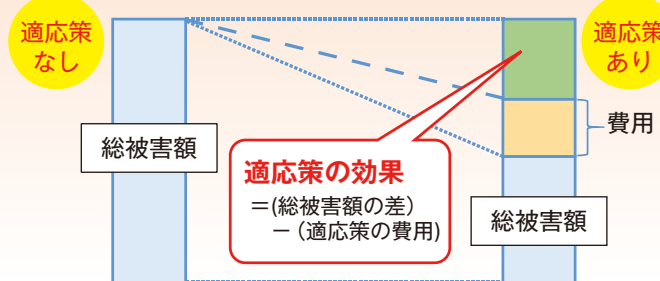 適応策
なし
総被害額
適応策の効果
＝(総被害額の差）
－（適応策の費用)
適応策
あり
費用
総被害額